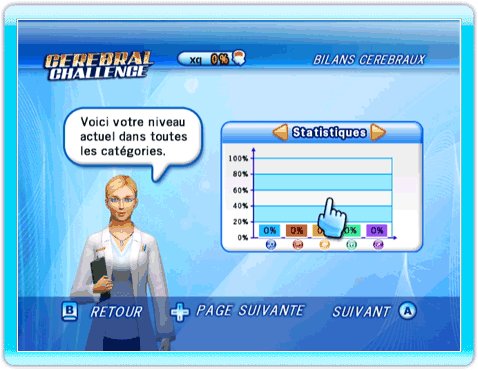 CEREBRAL
CHALLENGE
xq 0%
BILANS CEREBRAUX
Voici votre niveau
actuel dans toutes
les catégories.
Statistiques
100%
80%
60%
40%
20%
0%
0% 0% 0% 0% 0%
B RETOUR
PAGE SUIVANTE
SUIVANT A